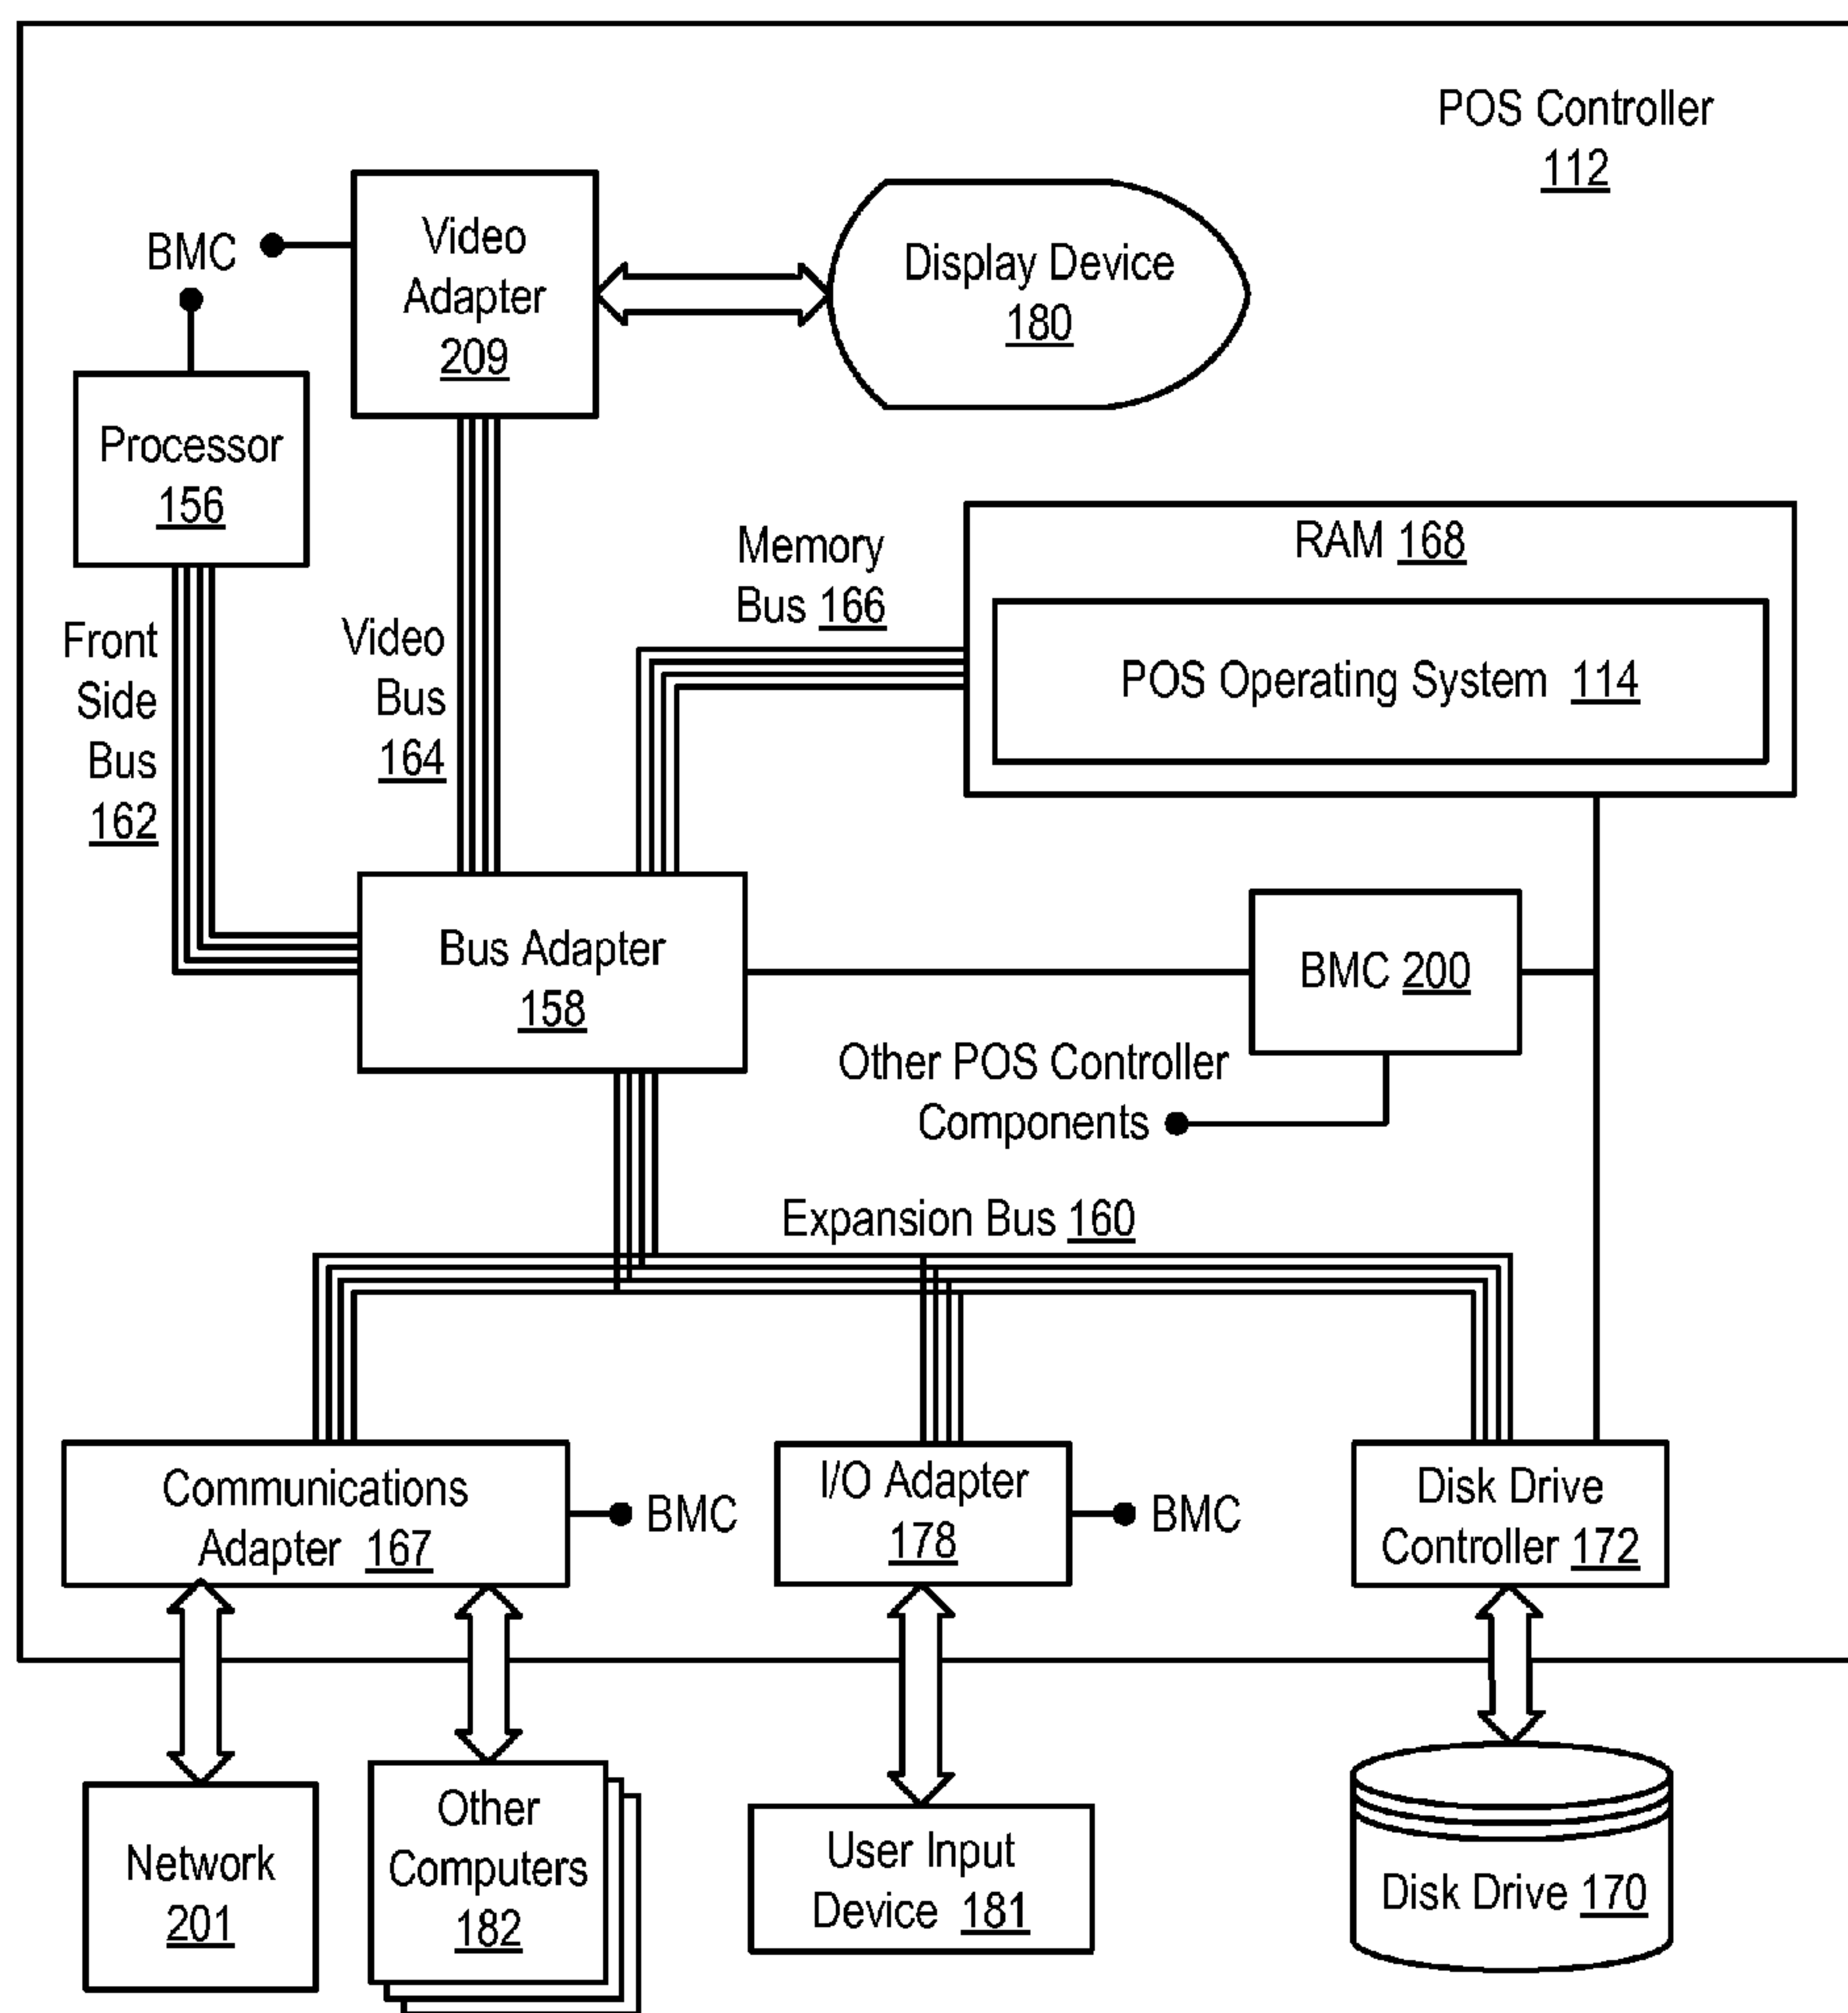 POS Controller
112
BMC
Video
Adapter
209
Display Device
180
Processor
156
Front
Side
Bus
162
Video
Bus
164
Memory
Bus 166
RAM 168
POS Operating System 114
Bus Adapter
158
BMC 200
Other POS Controller
Components
Expansion Bus 160
Communications
Adapter 167
BMC
I/O Adapter
178
BMC
Disk Drive
Controller 172
Network
201
Other
Computers
182
User Input
Device 181
Disk Drive 170